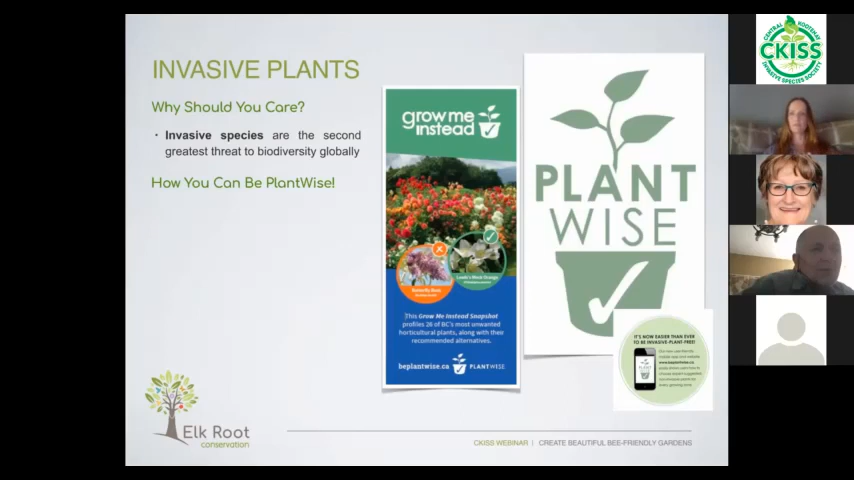 INVASIVE PLANTS
Why Should You Care?
• Invasive species are the second
greatest threat to biodiversity globally
How You Can Be PlantWise!
grow me
instead
Butterfly Bush
This Grow Me Instead Snapshot
profiles 26 of BC's most unwanted
horticultural plants, along with their
recommended alternatives.
beplantwise.ca
PLANTWISE
PLANT
WISE
IT'S NOW EASIER THAN EVER
TO BE INVASIVE-PLANT-FREE!
Elk Root
conservation
CKISS WEBINAR | CREATE BEAUTIFUL BEE-FRIENDLY GARDENS
CENTRAL KOOTENAY
CKISS
INVASIVE SPECIES SOCIETY